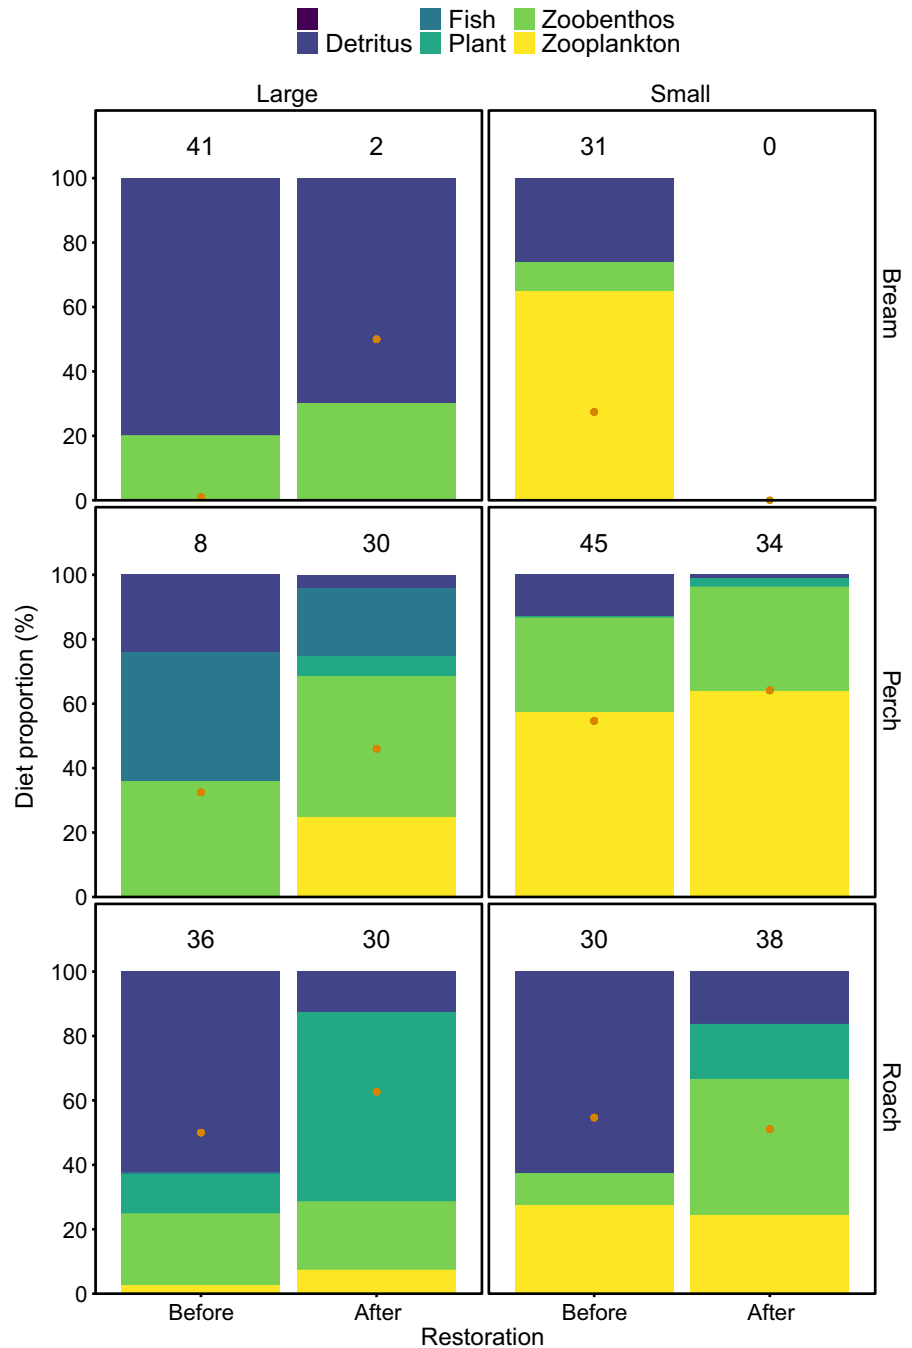 Fish Zoobenthos
Detritus Plant Zooplankton
Large Small
41 2 31 0
100
80
60
40
20
0
Bream
8 30 45 34
100
80
60
40
20
0
Perch
Diet proportion (%)
36 30 30 38
100
80
60
40
20
0
Roach
Before After Before After
Restoration